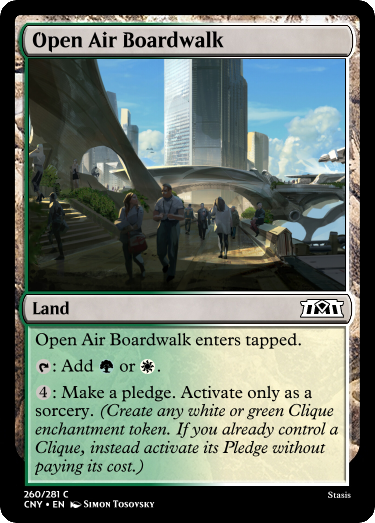 Open Air Boardwalk
Land
Open Air Boardwalk enters tapped.
: Add or .
4: Make a pledge. Activate only as a
sorcery. (Create any white or green Clique
enchantment token. If you already control a
Clique, instead activate its Pledge without
paying its cost.)
260/281 C
CNY • EN Simon Tosovsky
Stasis